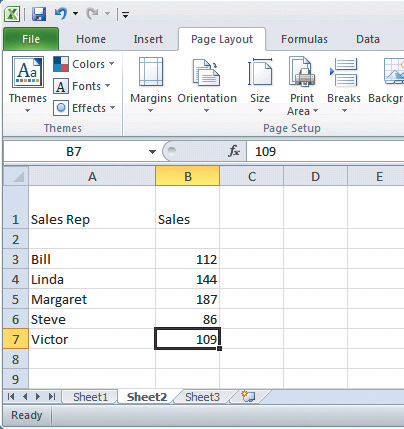 File Home Insert Page Layout Formulas Data
Themes Colors Margins Orientation Size Print Area Breaks
Fonts
Effects
Themes Page Setup
B7 fx 109
A B C D E
1 Sales Rep Sales
2
3 Bill 112
4 Linda 144
5 Margaret 187
6 Steve 86
7 Victor 109
8
9
Sheet1 Sheet2 Sheet3
Ready